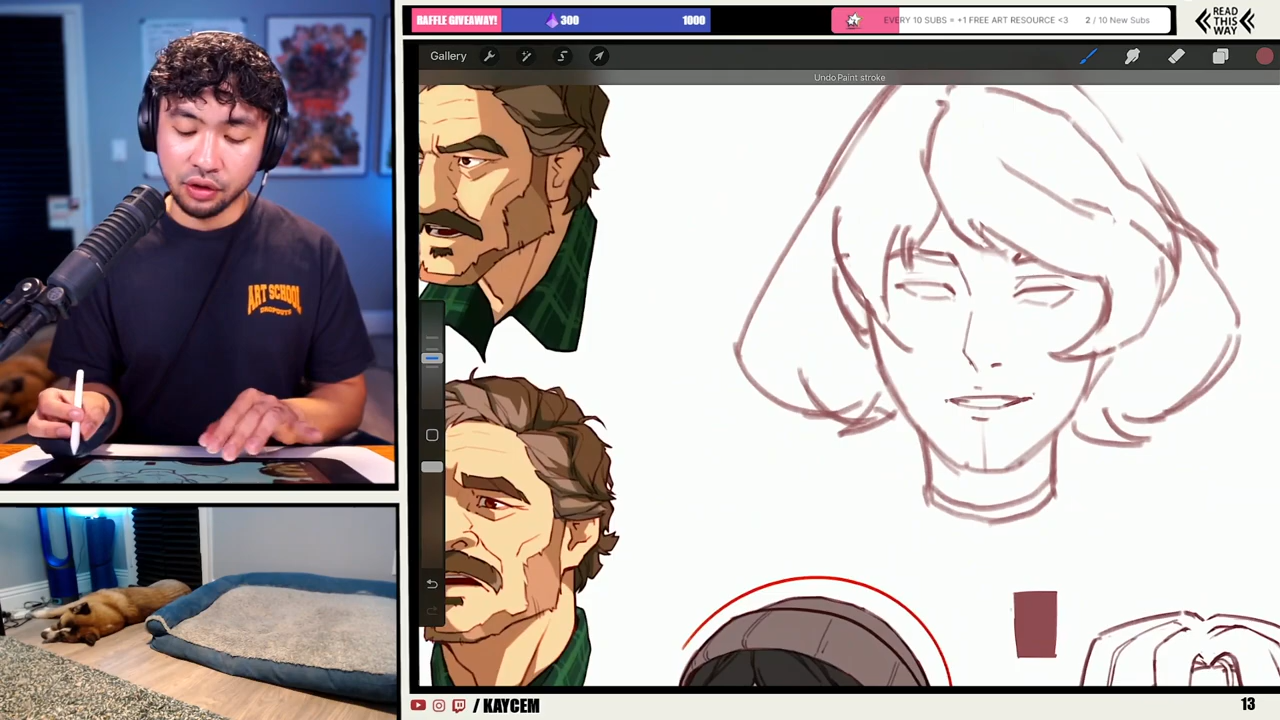 RAFFLE GIVEAWAY!
300
1000
EVERY 10 SUBS = +1 FREE ART RESOURCE <3
2 / 10 New Subs
READ
THIS
WAY
Gallery
Undo Paint stroke
ART SCHOOL
DROPOUTS
/ KAYCEM
13